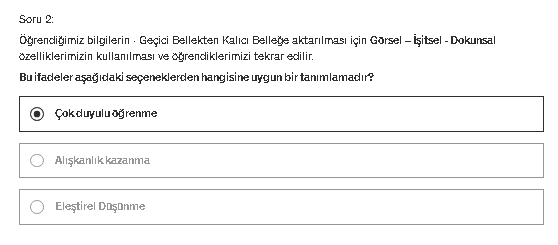 Soru 2:
Öğrendiğimiz bilgilerin - Geçici Bellekten Kalıcı Belleğe aktarılması için Görsel – İşitsel - Dokunsal
özelliklerimizin kullanılması ve öğrendiklerimizi tekrar edilir.
Bu ifadeler aşağıdaki seçeneklerden hangisine uygun bir tanımlamadır?
Çok duyulu öğrenme
Alışkanlık kazanma
Eleştirel Düşünme